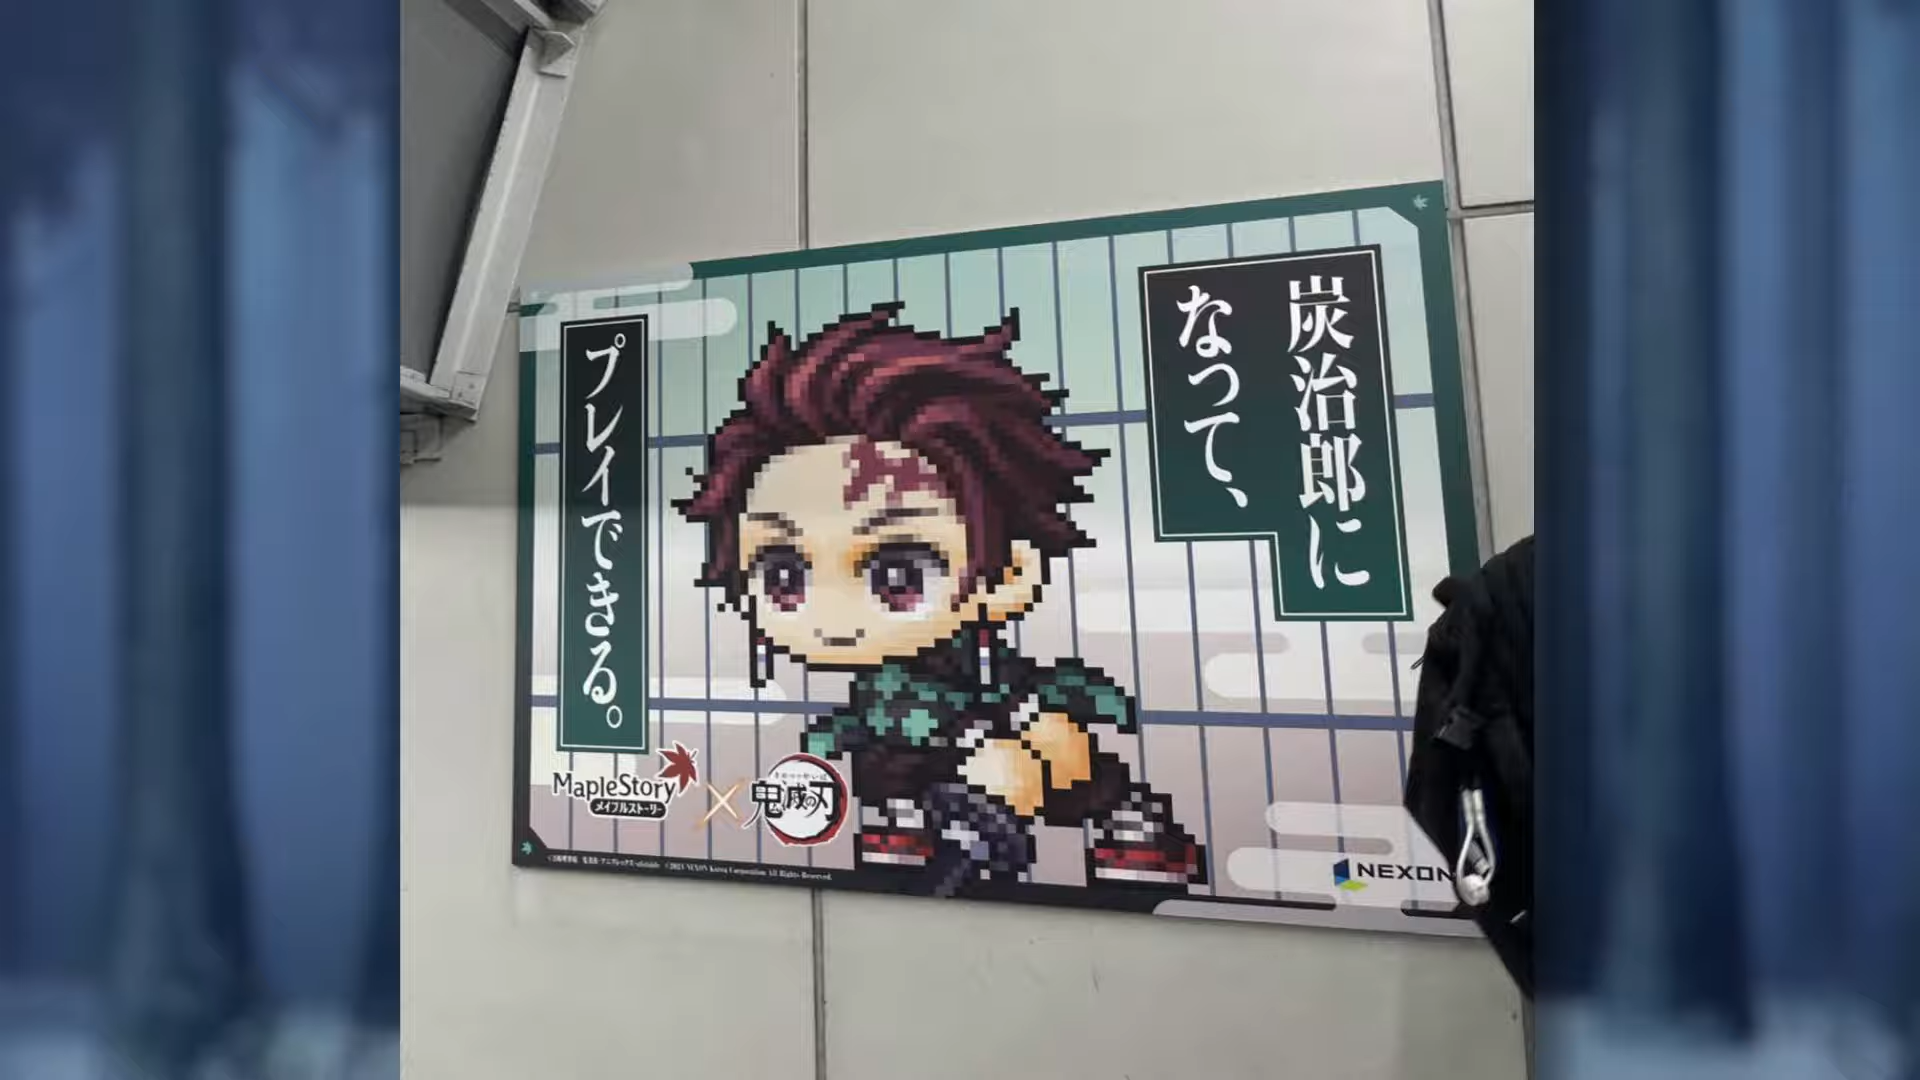 炭治郎に
なって、
プレイできる。
MapleStory
メイプルストーリー
×
鬼滅の刃
NEXON